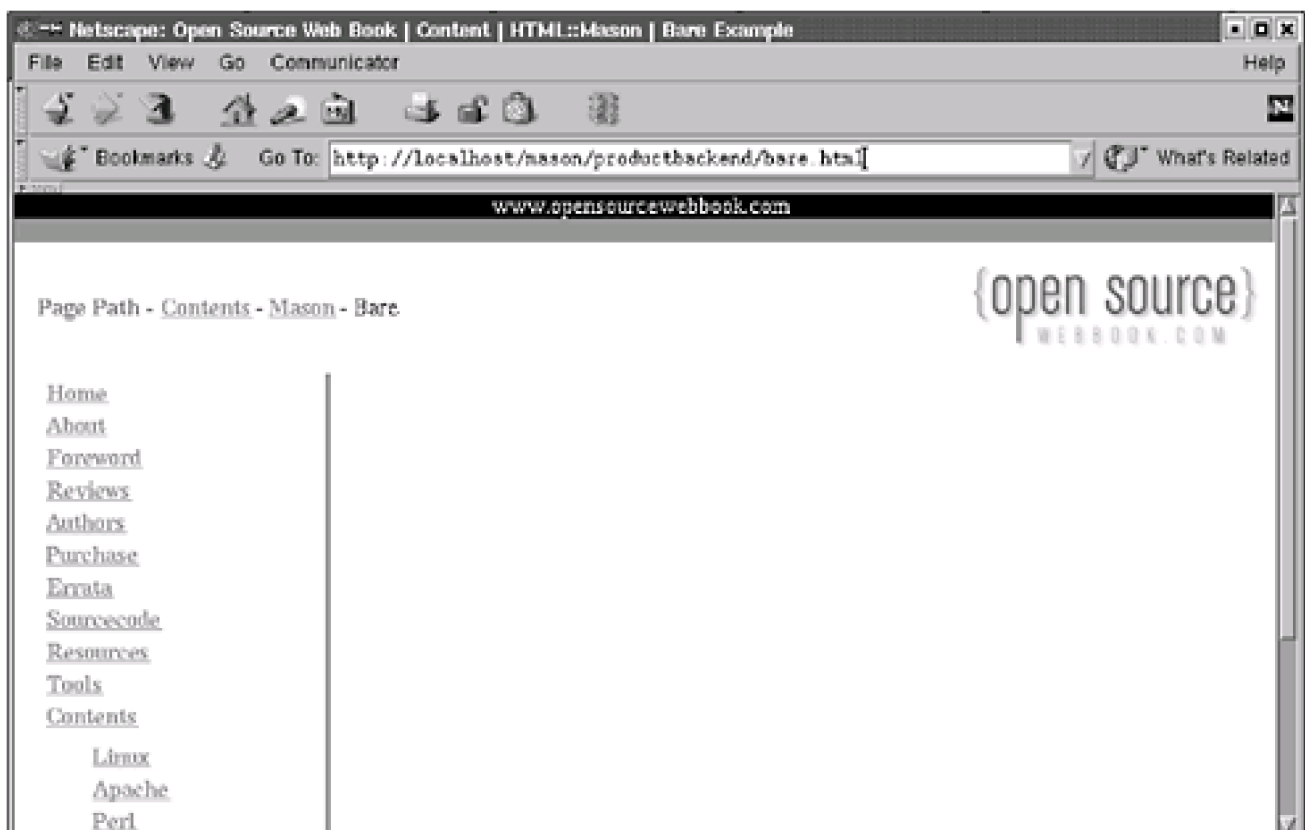 Netscape: Open Source Web Book | Content | HTML::Mason | Bare Example
File Edit View Go Communicator Help
N
Bookmarks Go To: http://localhost/mason/productbackend/bare.html What's Related
www.opensourcewebbook.com
{open source}
WEBBOOK.COM
Page Path - Contents - Mason - Bare
Home
About
Foreword
Reviews
Authors
Purchase
Errata
Sourcecode
Resources
Tools
Contents
Linux
Apache
Perl